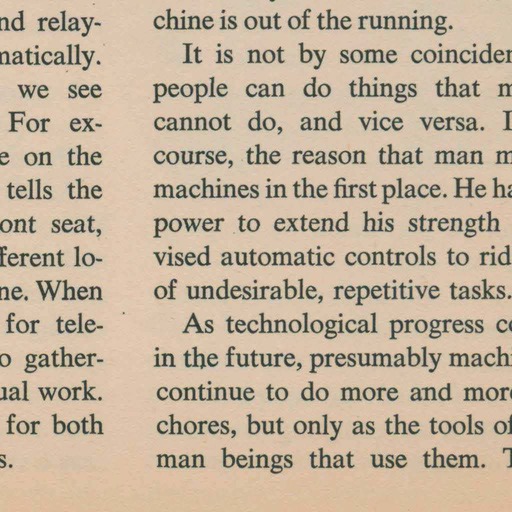 nd relay-
matically.
we see
For ex-
e on the
tells the
ont seat,
ferent lo-
ne. When
for tele-
o gather-
ual work.
for both
s.
chine is out of the running.
It is not by some coinciden
people can do things that m
cannot do, and vice versa. I
course, the reason that man m
machines in the first place. He ha
power to extend his strength
vised automatic controls to rid
of undesirable, repetitive tasks.
As technological progress co
in the future, presumably machi
continue to do more and more
chores, but only as the tools of
man beings that use them. T